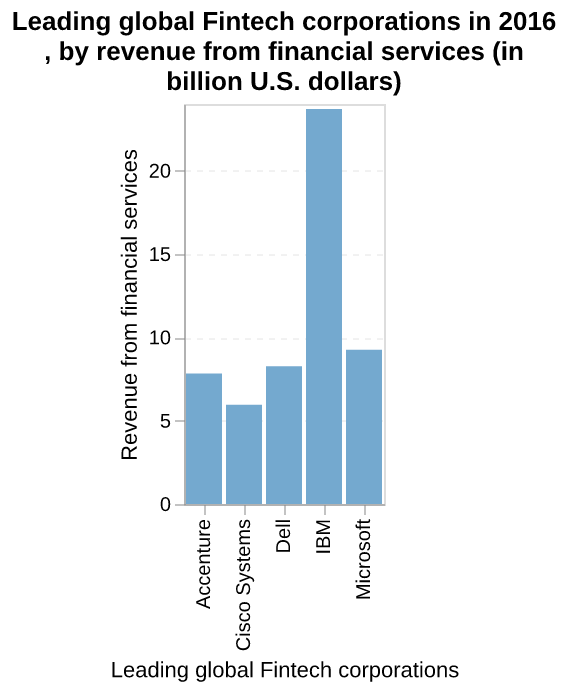 Leading global Fintech corporations in 2016
, by revenue from financial services (in
billion U.S. dollars)
Revenue from financial services
20
15
10
5
0
Accenture
Cisco Systems
Dell
IBM
Microsoft
Leading global Fintech corporations